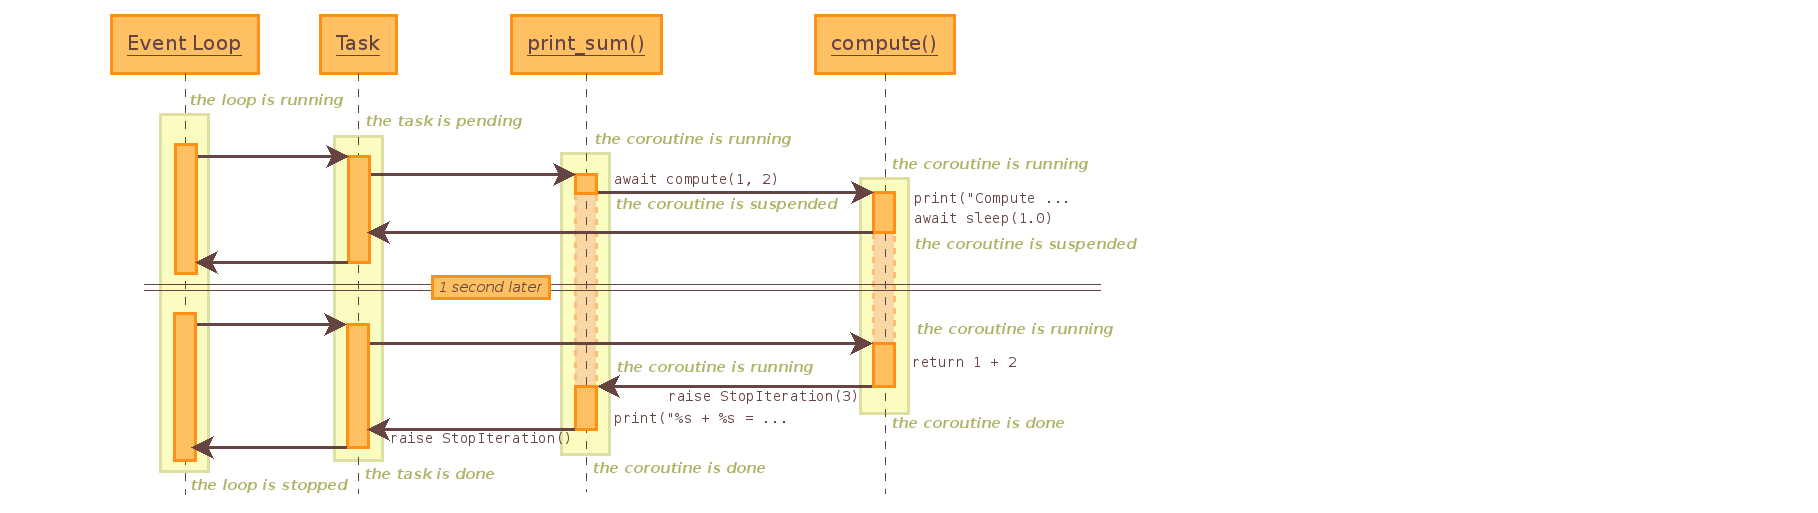 Event Loop
Task
print_sum()
compute()
the loop is running
the task is pending
the coroutine is running
the coroutine is running
await compute(1, 2)
print("Compute ...
the coroutine is suspended
await sleep(1.0)
the coroutine is suspended
1 second later
the coroutine is running
return 1 + 2
the coroutine is running
raise StopIteration(3)
print("%s + %s = ...
the coroutine is done
raise StopIteration()
the coroutine is done
the task is done
the loop is stopped